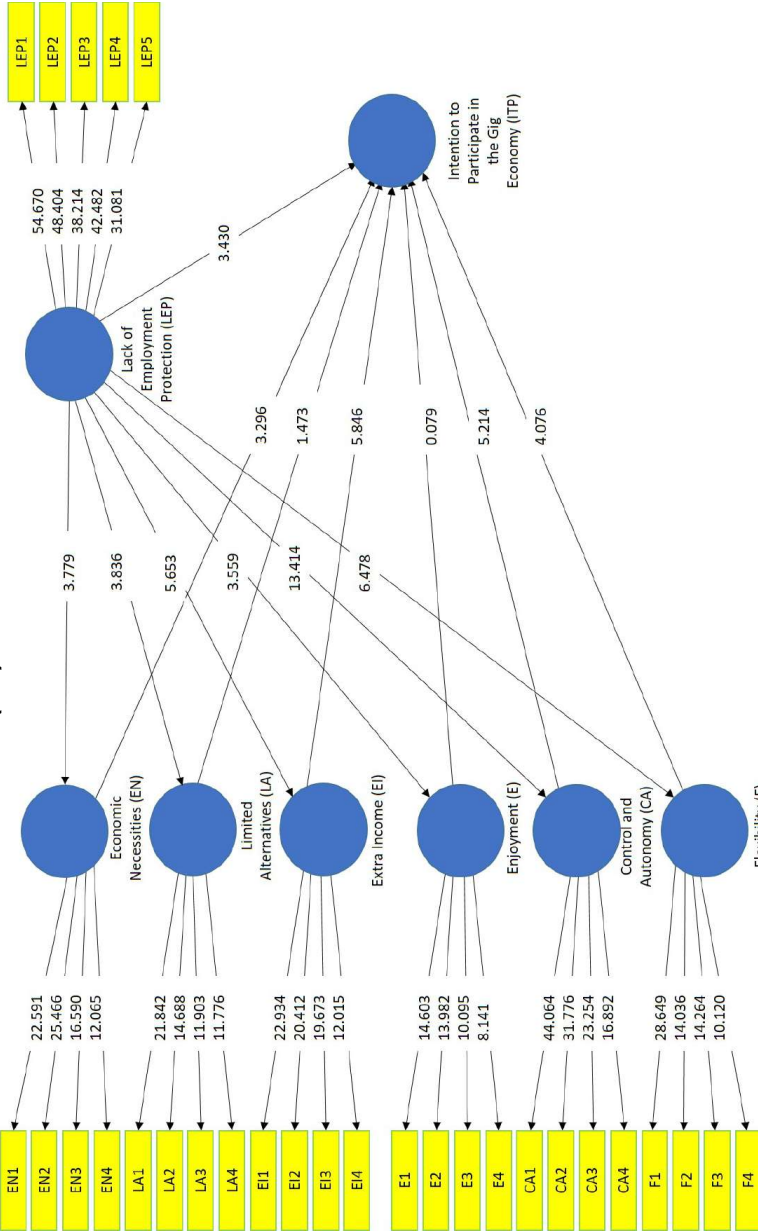 EN1
EN2
EN3
EN4
LA1
LA2
LA3
LA4
EI1
EI2
EI3
EI4
E1
E2
E3
E4
CA1
CA2
CA3
CA4
F1
F2
F3
F4
22.591
25.466
16.590
12.065
21.842
14.688
11.903
11.776
22.934
20.412
19.673
12.015
14.603
13.982
10.095
8.141
44.064
31.776
23.254
16.892
28.649
14.036
14.264
10.120
Economic
Necessities (EN)
Limited
Alternatives (LA)
Extra Income (EI)
Enjoyment (E)
Control and
Autonomy (CA)
3.779
3.836
5.653
3.559
13.414
6.478
3.296
1.473
5.846
0.079
5.214
4.076
Lack of
Employment
Protection (LEP)
3.430
54.670
48.404
38.214
42.482
31.081
LEP1
LEP2
LEP3
LEP4
LEP5
Intention to
Participate in
the Gig
Economy (ITP)